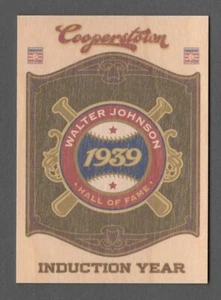 Cooperstown
WALTER JOHNSON
1939
HALL OF FAME
INDUCTION YEAR